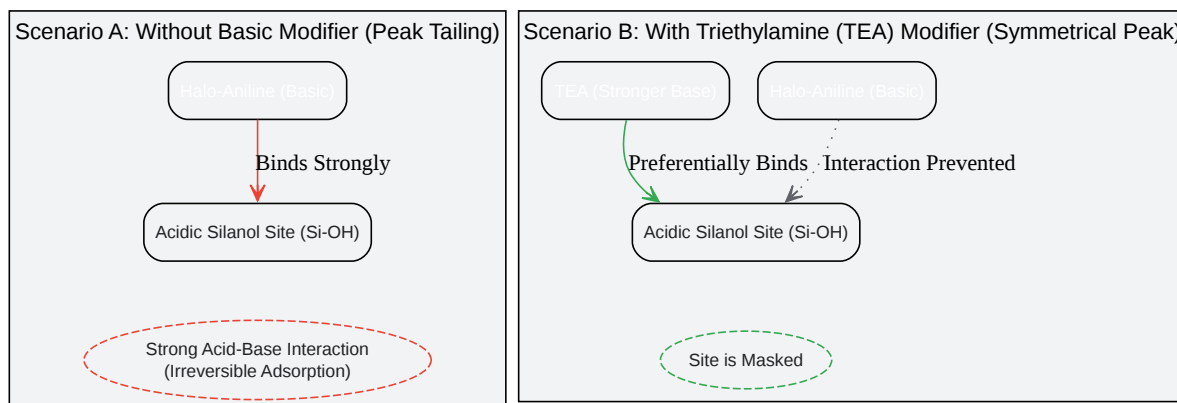 Scenario A: Without Basic Modifier (Peak Tailing)
Halo-Aniline (Basic)
Binds Strongly
Acidic Silanol Site (Si-OH)
Strong Acid-Base Interaction
(Irreversible Adsorption)
Scenario B: With Triethylamine (TEA) Modifier (Symmetrical Peak)
TEA (Stronger Base)
Halo-Aniline (Basic)
Preferentially Binds
Interaction Prevented
Acidic Silanol Site (Si-OH)
Site is Masked